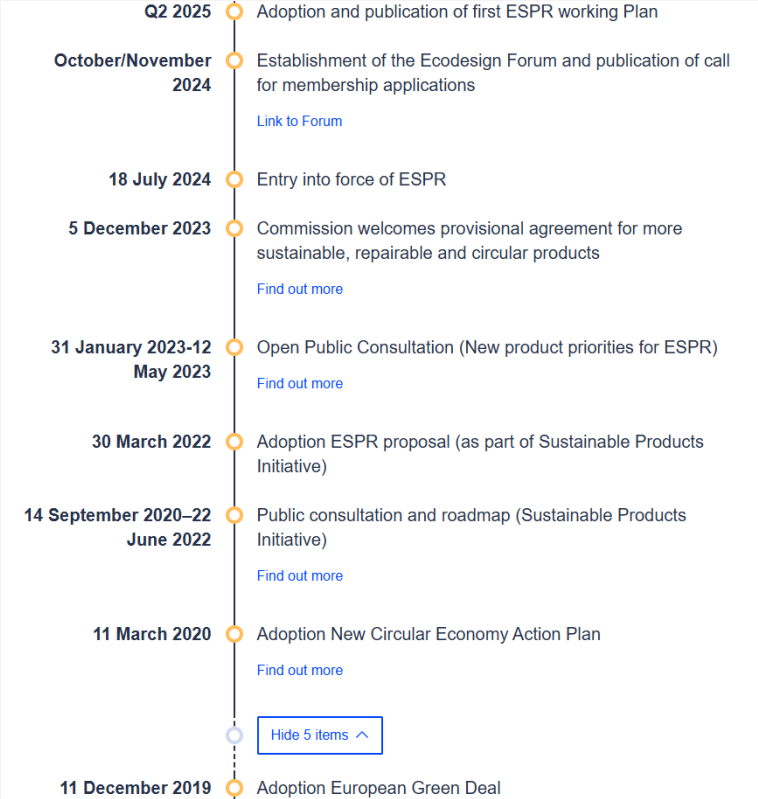 Q2 2025
Adoption and publication of first ESPR working Plan
October/November
2024
Establishment of the Ecodesign Forum and publication of call
for membership applications
Link to Forum
18 July 2024
Entry into force of ESPR
5 December 2023
Commission welcomes provisional agreement for more
sustainable, repairable and circular products
Find out more
31 January 2023-12
May 2023
Open Public Consultation (New product priorities for ESPR)
Find out more
30 March 2022
Adoption ESPR proposal (as part of Sustainable Products
Initiative)
14 September 2020–22
June 2022
Public consultation and roadmap (Sustainable Products
Initiative)
Find out more
11 March 2020
Adoption New Circular Economy Action Plan
Find out more
Hide 5 items
11 December 2019
Adoption European Green Deal